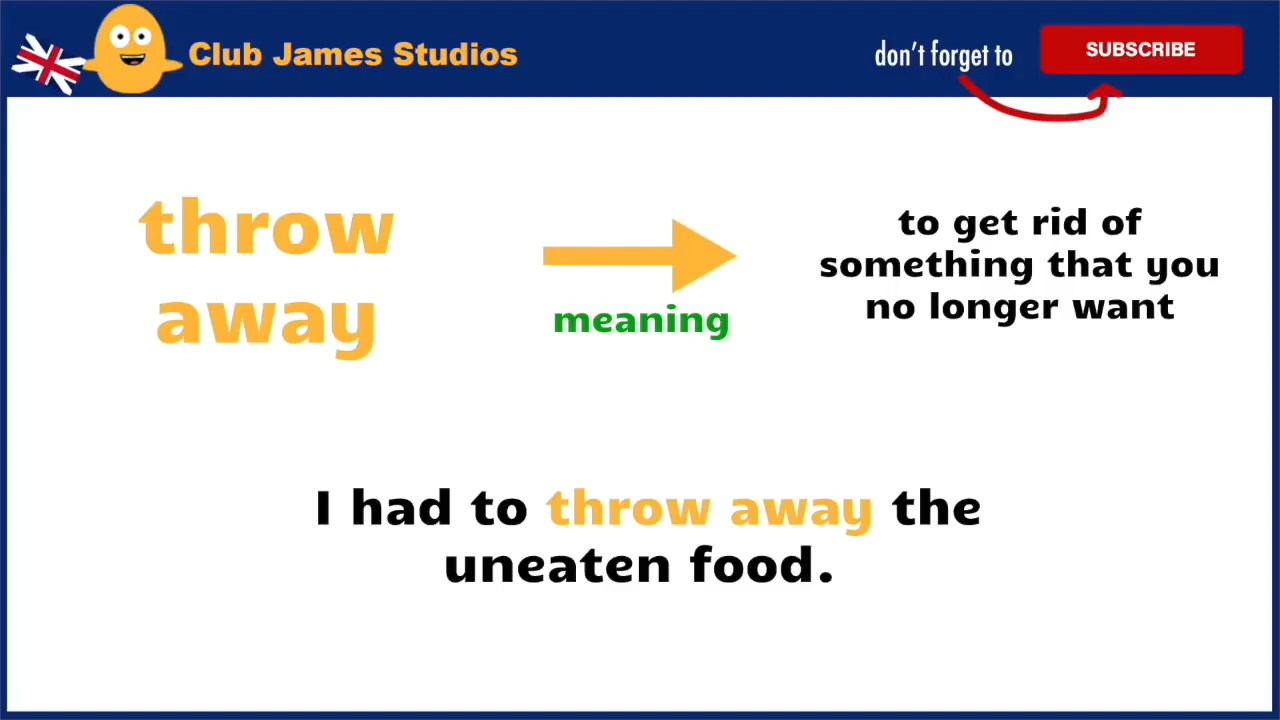 Club James Studios
don't forget to
SUBSCRIBE
throw
away
meaning
to get rid of
something that you
no longer want
I had to throw away the
uneaten food.